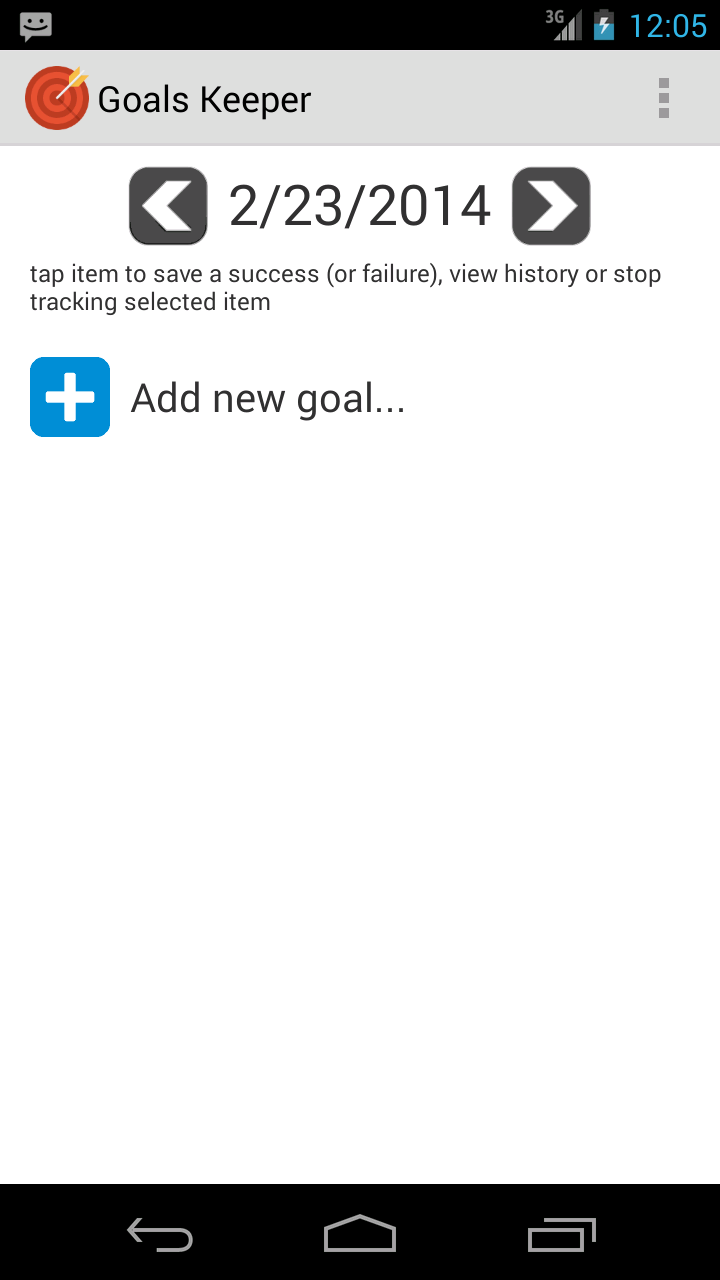 3G 12:05
Goals Keeper
2/23/2014
tap item to save a success (or failure), view history or stop
tracking selected item
Add new goal...